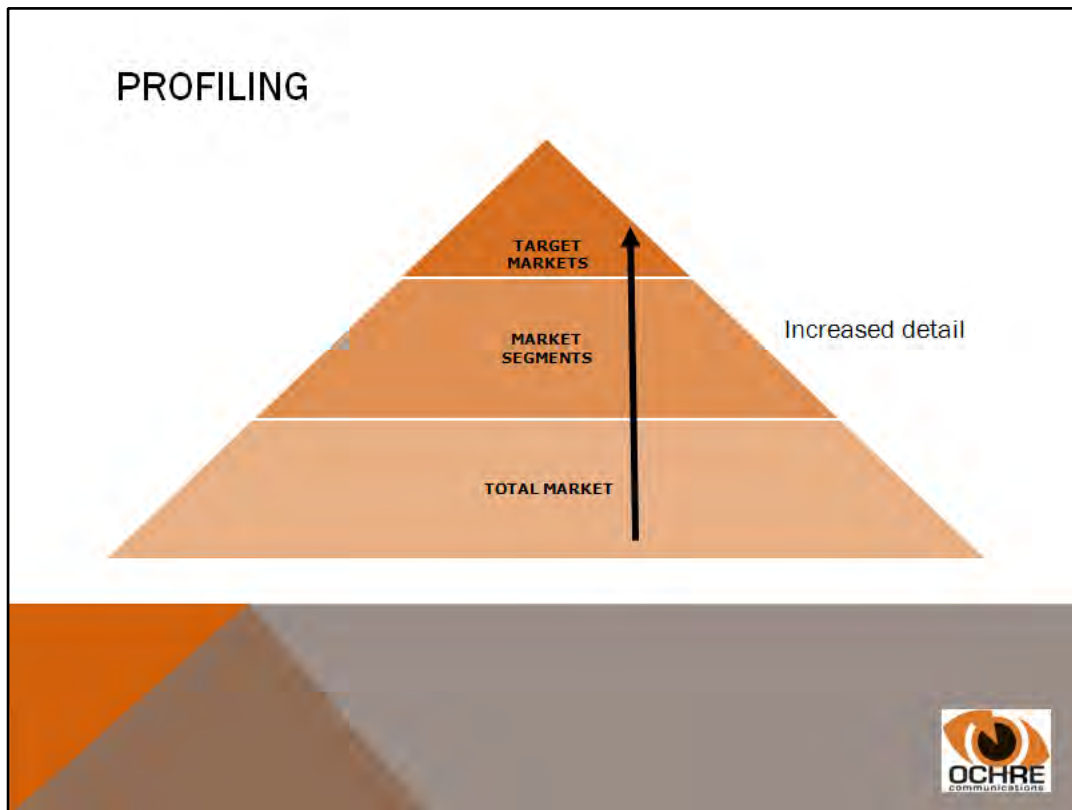 PROFILING
TARGET
MARKETS
MARKET
SEGMENTS
Increased detail
TOTAL MARKET
OCHRE
communications